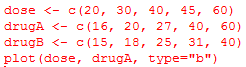 dose <- c(20, 30, 40, 45, 60)
drugA <- c(16, 20, 27, 40, 60)
drugB <- c(15, 18, 25, 31, 40)
plot(dose, drugA, type="b")